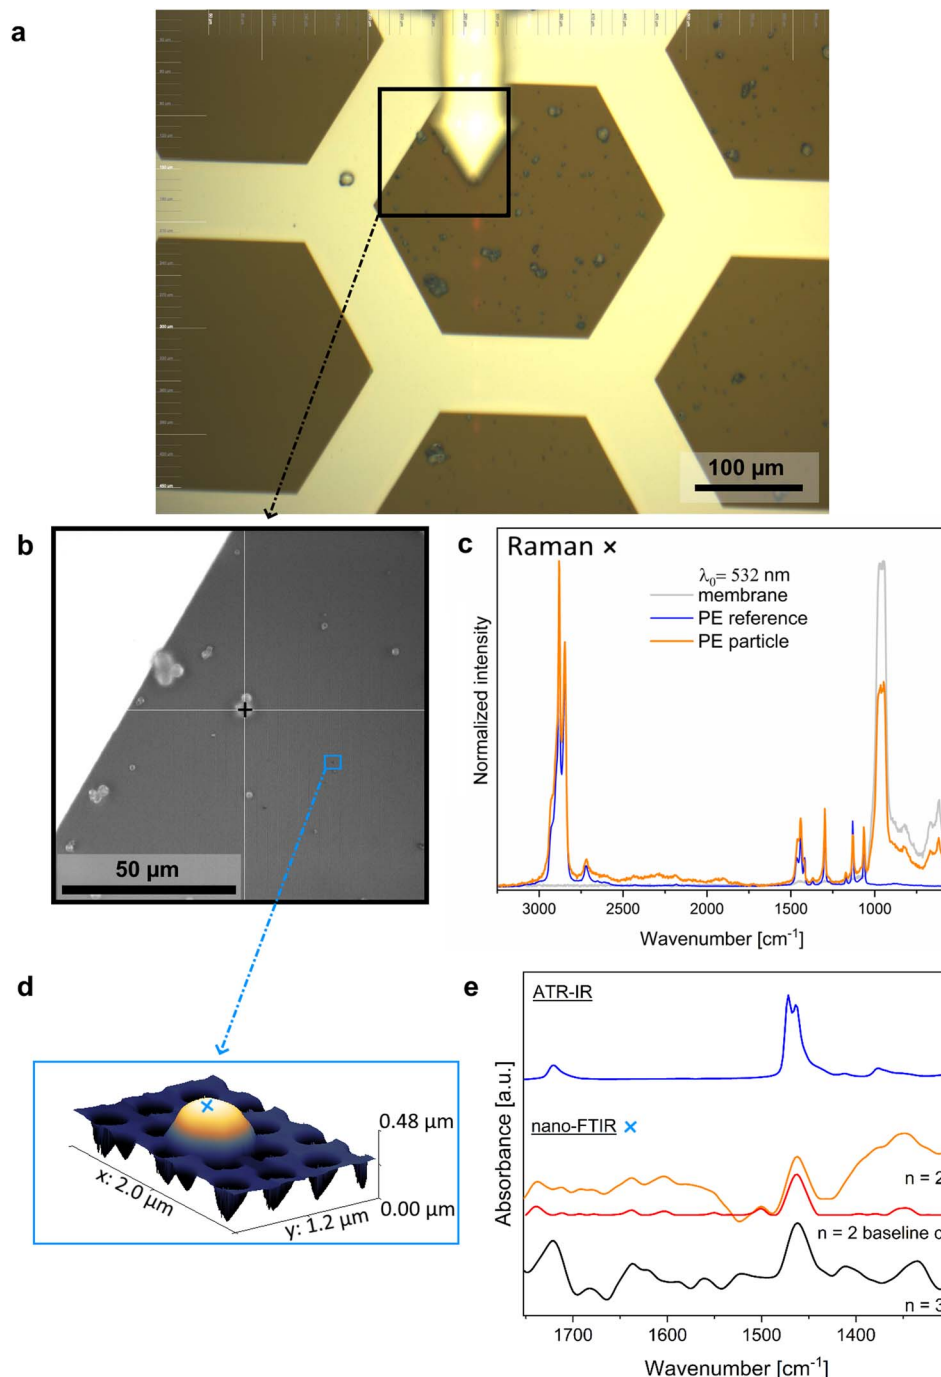 a
100 µm
b
50 µm
c
Raman ×
λ₀= 532 nm
membrane
PE reference
PE particle
Normalized intensity
3000
2500
2000
1500
1000
Wavenumber [cm⁻¹]
d
0.48 µm
0.00 µm
x: 2.0 µm
y: 1.2 µm
e
ATR-IR
nano-FTIR ×
n = 2
n = 2 baseline c
n = 3
Absorbance [a.u.]
1700
1600
1500
1400
Wavenumber [cm⁻¹]